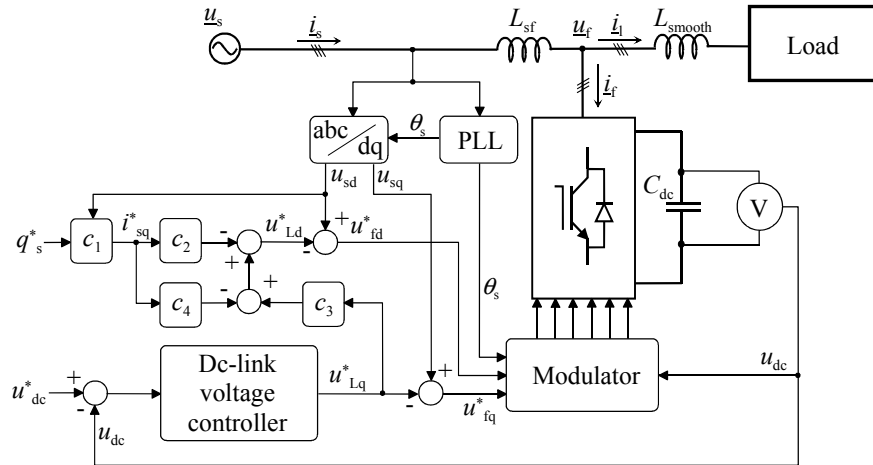 u_s
i_s
L_sf
u_f
i_l
L_smooth
Load
i_f
abc
dq
θ_s
PLL
u_sd
u_sq
C_dc
V
q*_s
c_1
i*_sq
c_2
-
u*_Ld
+
-
u*_fd
+
c_4
-
+
c_3
θ_s
Dc-link
voltage
controller
u*_dc
+
-
u_dc
u*_Lq
-
+
u*_fq
Modulator
u_dc